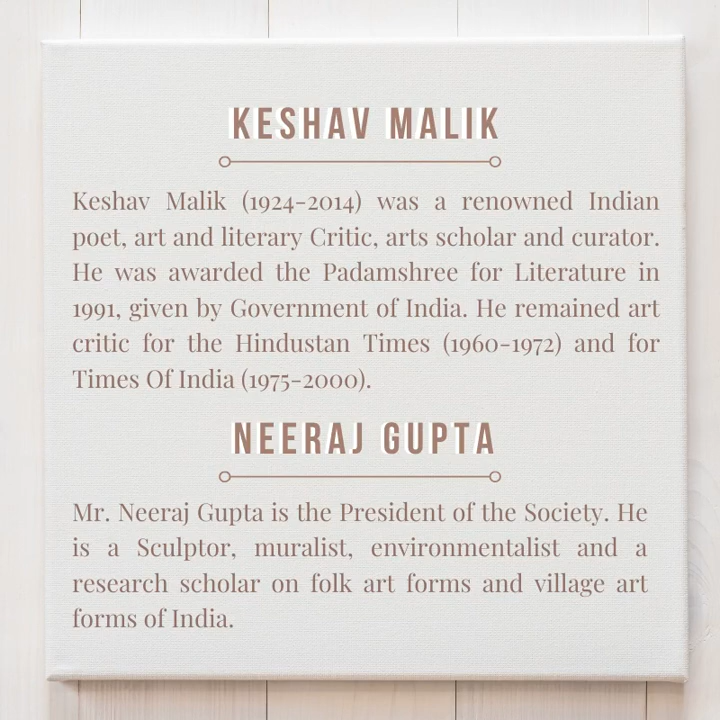 KESHAV MALIK
Keshav Malik (1924-2014) was a renowned Indian
poet, art and literary Critic, arts scholar and curator.
He was awarded the Padamshree for Literature in
1991, given by Government of India. He remained art
critic for the Hindustan Times (1960-1972) and for
Times Of India (1975-2000).
NEERAJ GUPTA
Mr. Neeraj Gupta is the President of the Society. He
is a Sculptor, muralist, environmentalist and a
research scholar on folk art forms and village art
forms of India.